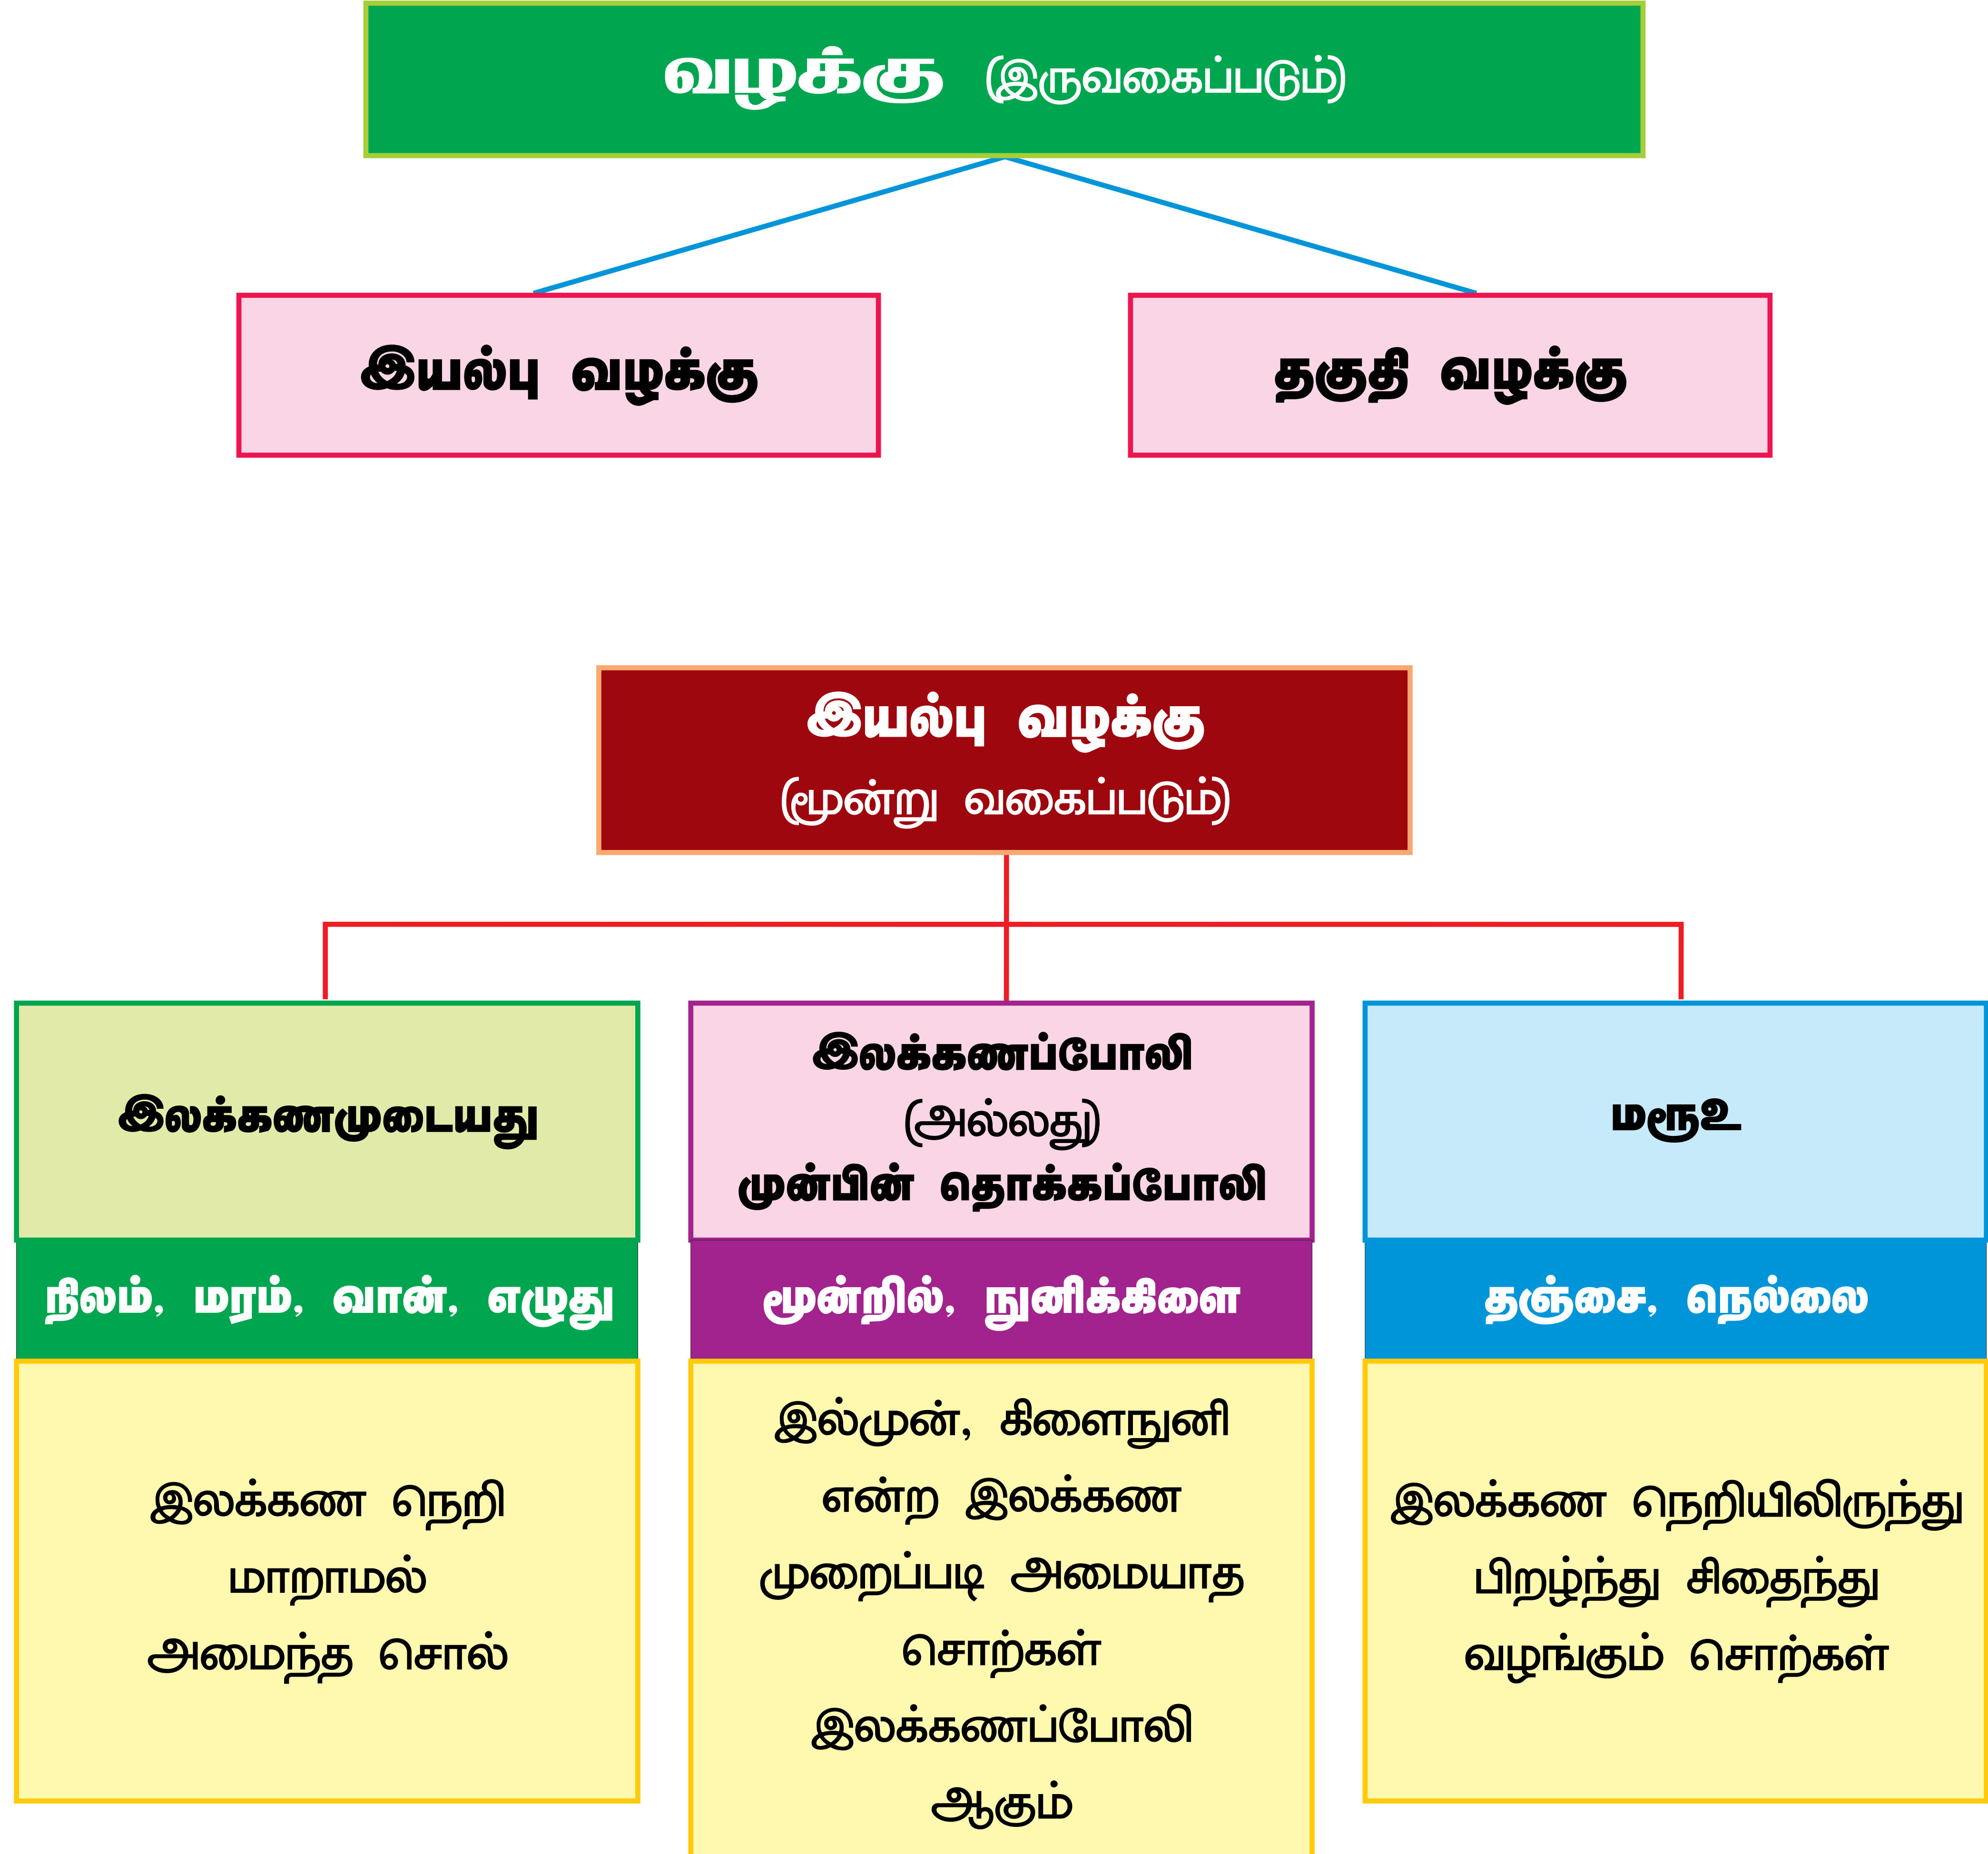 வழக்கு (இருவகைப்படும்)
இயல்பு வழக்கு
தகுதி வழக்கு
இயல்பு வழக்கு
(மூன்று வகைப்படும்)
இலக்கணமுடையது
நிலம், மரம், வான், எழுது
இலக்கண நெறி
மாறாமல்
அமைந்த சொல்
இலக்கணப்போலி
(அல்லது)
முன்பின் தொக்கப்போலி
மூன்றில், நுனிக்கிளை
இல்முன், கிளைநுனி
என்ற இலக்கண
முறைப்படி அமையாத
சொற்கள்
இலக்கணப்போலி
ஆகும்
மரூஉ
தஞ்சை, நெல்லை
இலக்கண நெறியிலிருந்து
பிறழ்ந்து சிதைந்து
வழங்கும் சொற்கள்